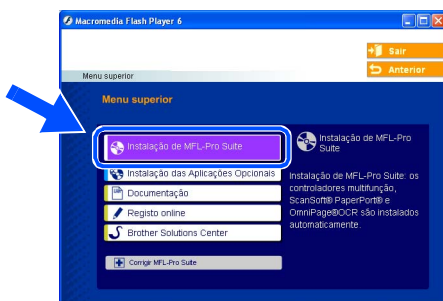 Macromedia Flash Player 6
Sair
Anterior
Menu superior
Menu superior
Instalação de MFL-Pro Suite
Instalação das Aplicações Opcionais
Documentação
Registo online
Brother Solutions Center
Corrigir MFL-Pro Suite
Instalação de MFL-Pro
Suite
Instalação de MFL-Pro Suite: os
controladores multifunção,
ScanSoft® PaperPort® e
OmniPage®OCR são instalados
automaticamente.